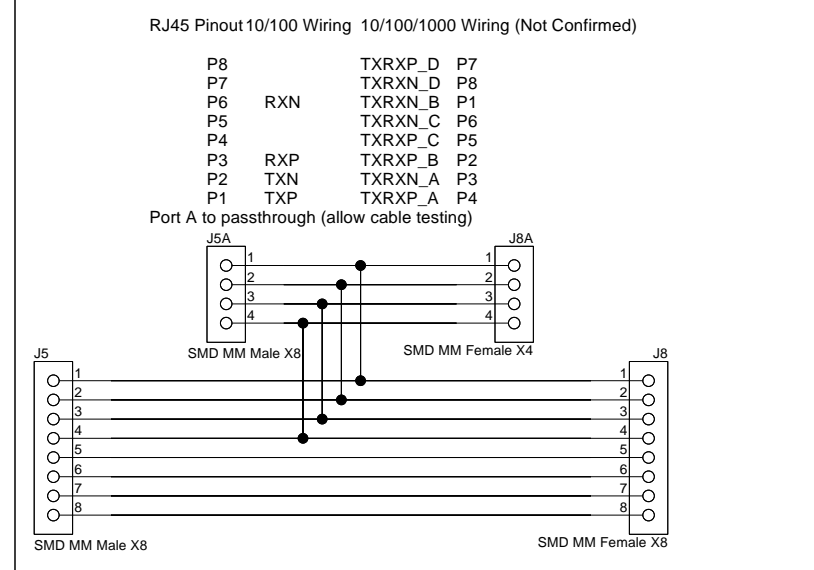 RJ45 Pinout 10/100 Wiring 10/100/1000 Wiring (Not Confirmed)
P8 TXRXP_D P7
P7 TXRXN_D P8
P6 RXN TXRXN_B P1
P5 TXRXN_C P6
P4 TXRXP_C P5
P3 RXP TXRXP_B P2
P2 TXN TXRXN_A P3
P1 TXP TXRXP_A P4
Port A to passthrough (allow cable testing)
J5A J8A
1 1
2 2
3 3
4 4
SMD MM Male X8 SMD MM Female X4
J5 J8
1 1
2 2
3 3
4 4
5 5
6 6
7 7
8 8
SMD MM Male X8 SMD MM Female X8